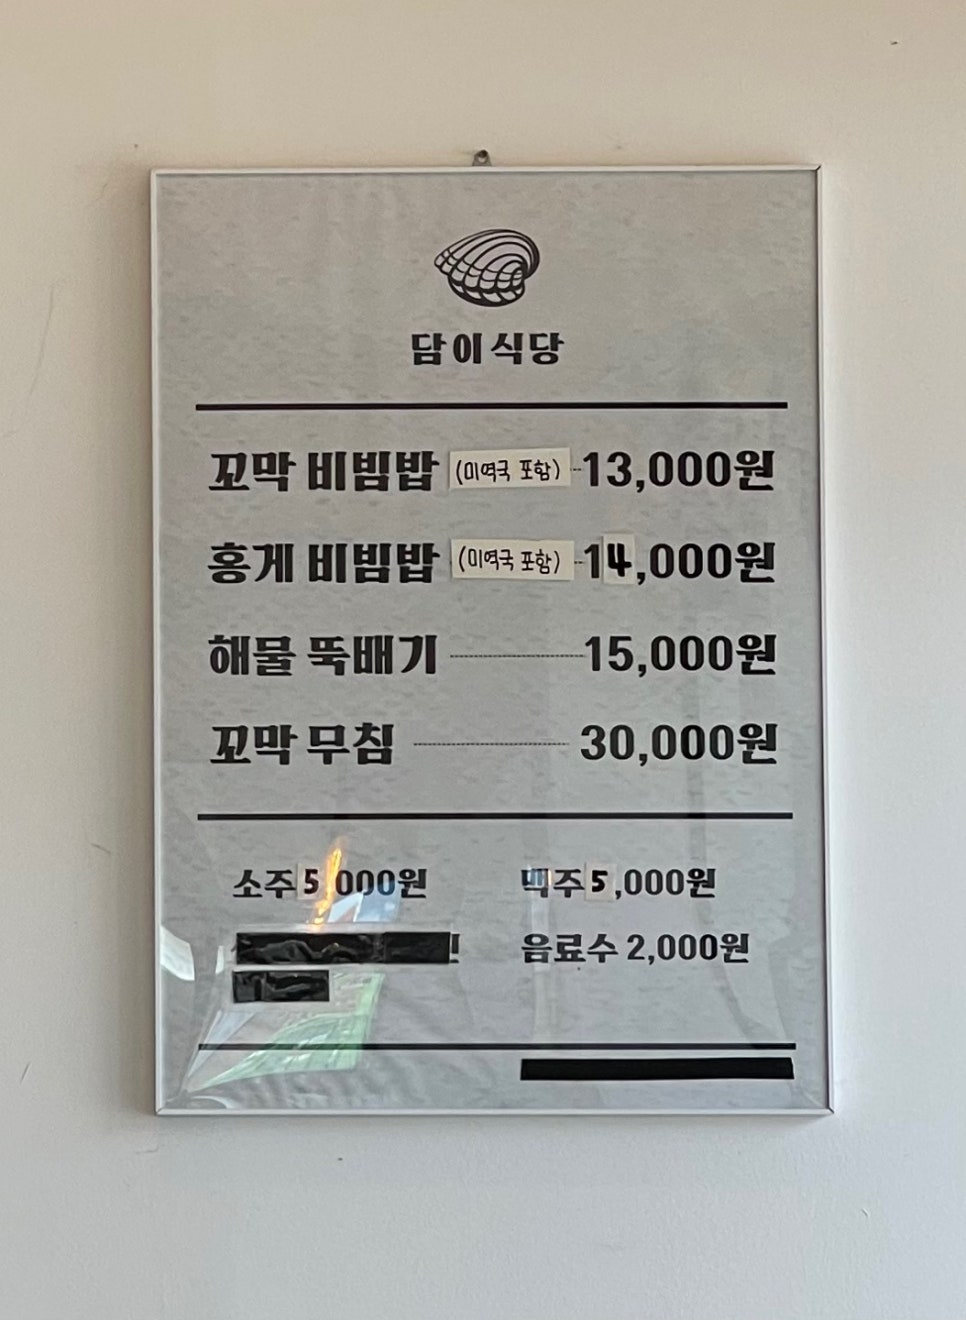 담이식당
꼬막 비빔밥 (미역국 포함) 13,000원
홍게 비빔밥 (미역국 포함) 14,000원
해물 뚝배기 15,000원
꼬막 무침 30,000원
소주 5,000원 맥주 5,000원
음료수 2,000원